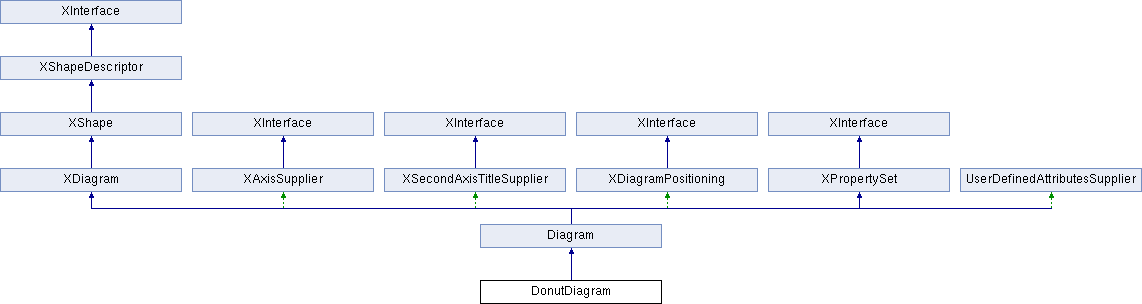 XInterface
XShapeDescriptor
XShape
XInterface
XInterface
XInterface
XInterface
XDiagram
XAxisSupplier
XSecondAxisTitleSupplier
XDiagramPositioning
XPropertySet
UserDefinedAttributesSupplier
Diagram
DonutDiagram